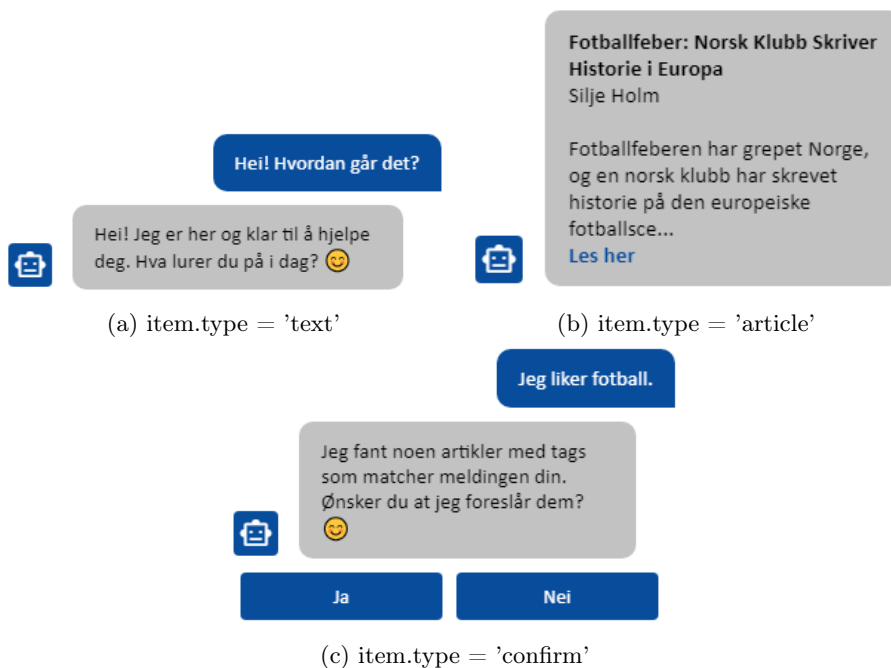 Hei! Hvordan går det?
Hei! Jeg er her og klar til å hjelpe
deg. Hva lurer du på i dag? 😊
(a) item.type = ’text’
Fotballfeber: Norsk Klubb Skriver
Historie i Europa
Silje Holm
Fotballfeberen har grepet Norge,
og en norsk klubb har skrevet
historie på den europeiske
fotballsce...
Les her
(b) item.type = ’article’
Jeg liker fotball.
Jeg fant noen artikler med tags
som matcher meldingen din.
Ønsker du at jeg foreslår dem?
😊
Ja Nei
(c) item.type = ’confirm’